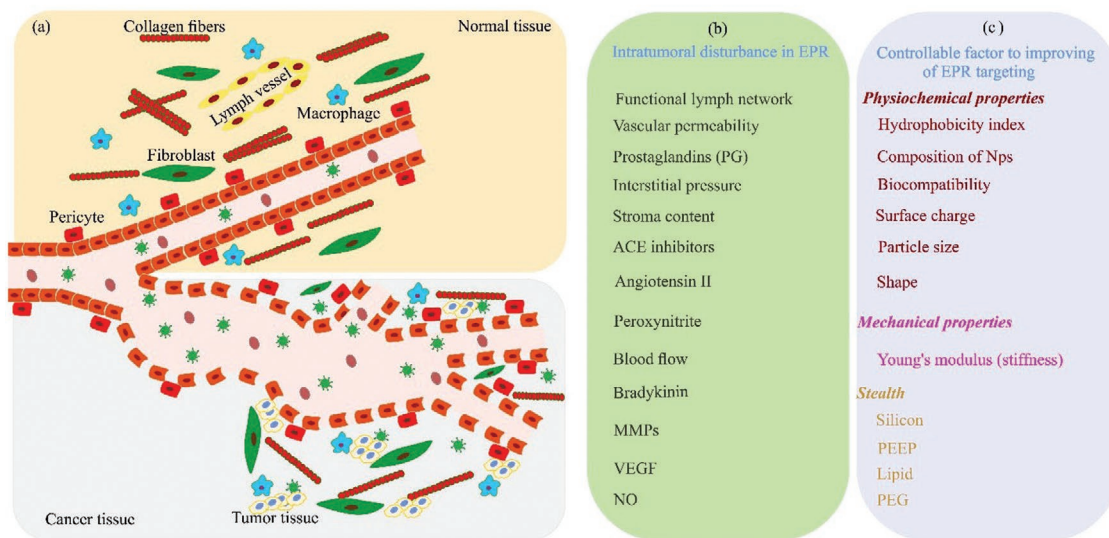 (a)
Collagen fibers
Normal tissue
Lymph vessel
Macrophage
Fibroblast
Pericyte
Cancer tissue
Tumor tissue
(b)
Intratumoral disturbance in EPR
Functional lymph network
Vascular permeability
Prostaglandins (PG)
Interstitial pressure
Stroma content
ACE inhibitors
Angiotensin II
Peroxynitrite
Blood flow
Bradykinin
MMPs
VEGF
NO
(c)
Controllable factor to improving
of EPR targeting
Physiochemical properties
Hydrophobicity index
Composition of Nps
Biocompatibility
Surface charge
Particle size
Shape
Mechanical properties
Young's modulus (stiffness)
Stealth
Silicon
PEEP
Lipid
PEG